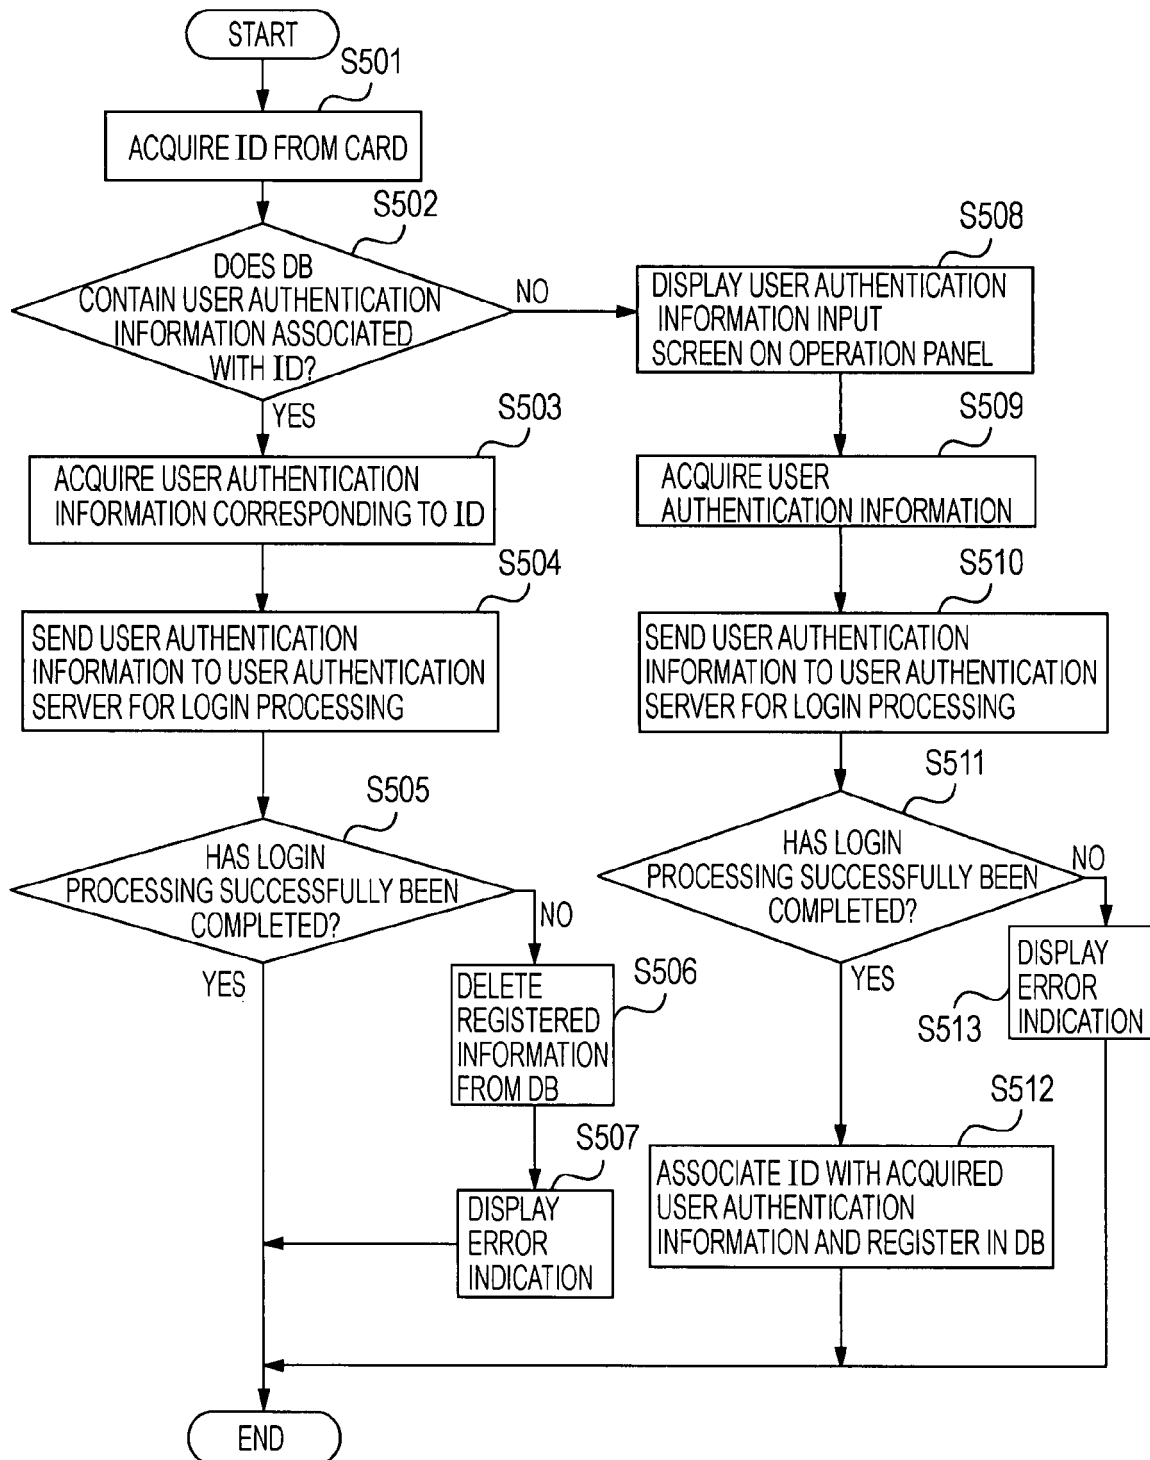 START
S501
ACQUIRE ID FROM CARD
S502
DOES DB
CONTAIN USER AUTHENTICATION
INFORMATION ASSOCIATED
WITH ID?
NO
YES
S503
ACQUIRE USER AUTHENTICATION
INFORMATION CORRESPONDING TO ID
S504
SEND USER AUTHENTICATION
INFORMATION TO USER AUTHENTICATION
SERVER FOR LOGIN PROCESSING
S505
HAS LOGIN
PROCESSING SUCCESSFULLY BEEN
COMPLETED?
NO
YES
S506
DELETE
REGISTERED
INFORMATION
FROM DB
S507
DISPLAY
ERROR
INDICATION
S508
DISPLAY USER AUTHENTICATION
INFORMATION INPUT
SCREEN ON OPERATION PANEL
S509
ACQUIRE USER
AUTHENTICATION INFORMATION
S510
SEND USER AUTHENTICATION
INFORMATION TO USER AUTHENTICATION
SERVER FOR LOGIN PROCESSING
S511
HAS LOGIN
PROCESSING SUCCESSFULLY BEEN
COMPLETED?
NO
YES
DISPLAY
ERROR
INDICATION
S513
S512
ASSOCIATE ID WITH ACQUIRED
USER AUTHENTICATION
INFORMATION AND REGISTER IN DB
END